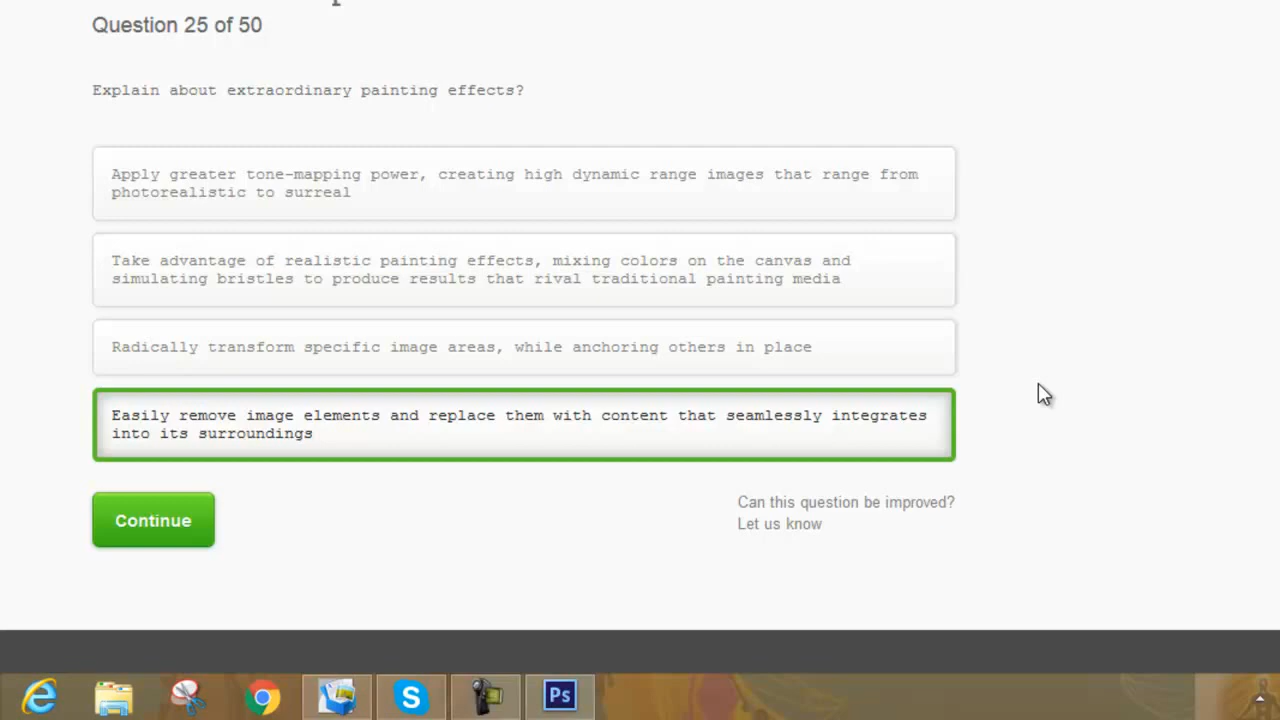 Question 25 of 50
Explain about extraordinary painting effects?
Apply greater tone-mapping power, creating high dynamic range images that range from
photorealistic to surreal
Take advantage of realistic painting effects, mixing colors on the canvas and
simulating bristles to produce results that rival traditional painting media
Radically transform specific image areas, while anchoring others in place
Easily remove image elements and replace them with content that seamlessly integrates
into its surroundings
Continue
Can this question be improved?
Let us know
Ps